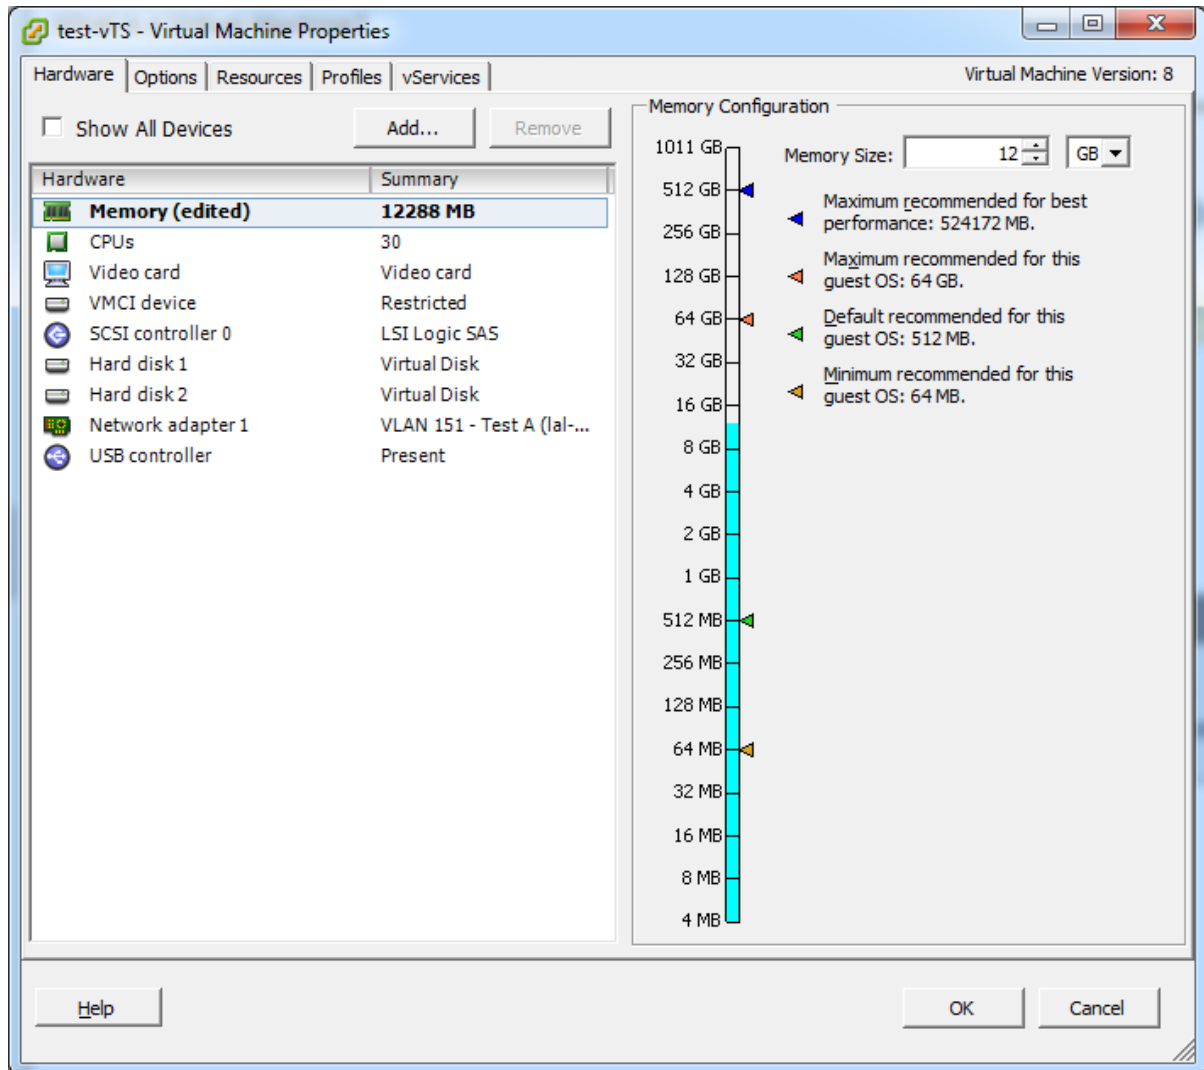 test-vTS - Virtual Machine Properties
Hardware Options Resources Profiles vServices Virtual Machine Version: 8
Show All Devices Add... Remove
Hardware Summary
Memory (edited) 12288 MB
CPUs 30
Video card Video card
VMCI device Restricted
SCSI controller 0 LSI Logic SAS
Hard disk 1 Virtual Disk
Hard disk 2 Virtual Disk
Network adapter 1 VLAN 151 - Test A (lal-...
USB controller Present
Memory Configuration
Memory Size: 12 GB
1011 GB
512 GB
256 GB
128 GB
64 GB
32 GB
16 GB
8 GB
4 GB
2 GB
1 GB
512 MB
256 MB
128 MB
64 MB
32 MB
16 MB
8 MB
4 MB
Maximum recommended for best
performance: 524172 MB.
Maximum recommended for this
guest OS: 64 GB.
Default recommended for this
guest OS: 512 MB.
Minimum recommended for this
guest OS: 64 MB.
Help OK Cancel